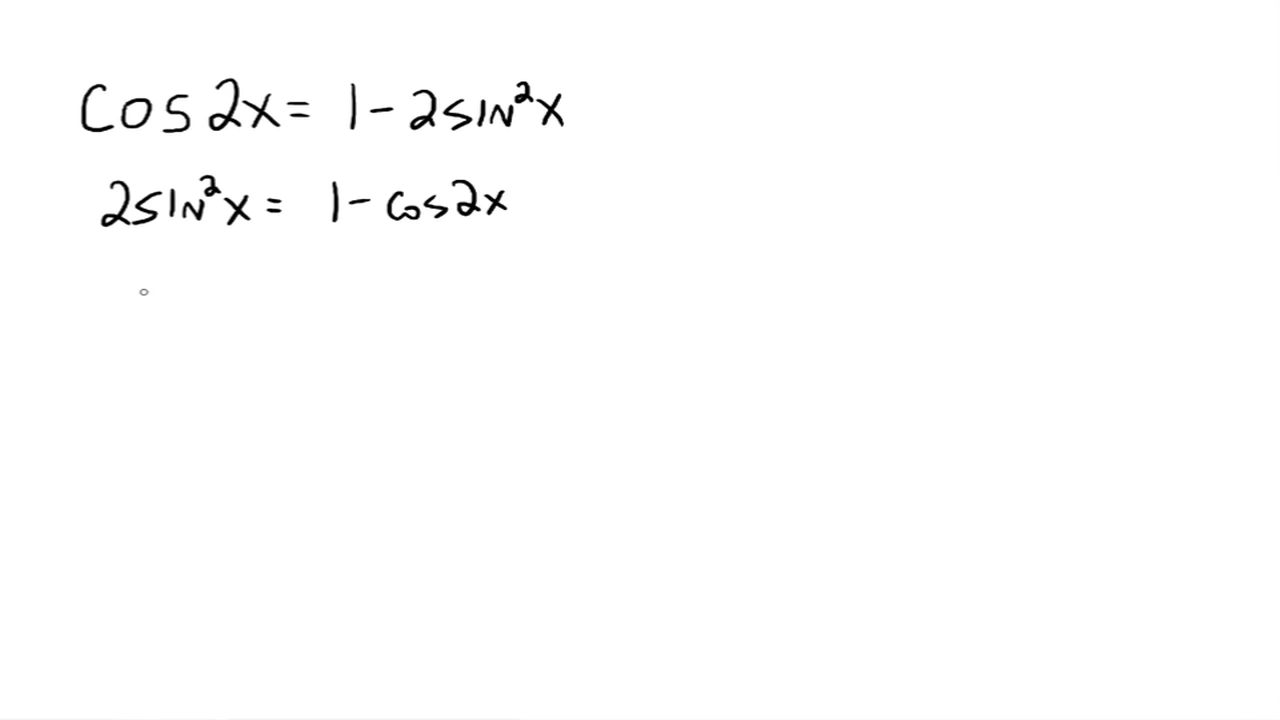 cos 2x = 1 - 2sin²x
2sin²x = 1 - cos2x